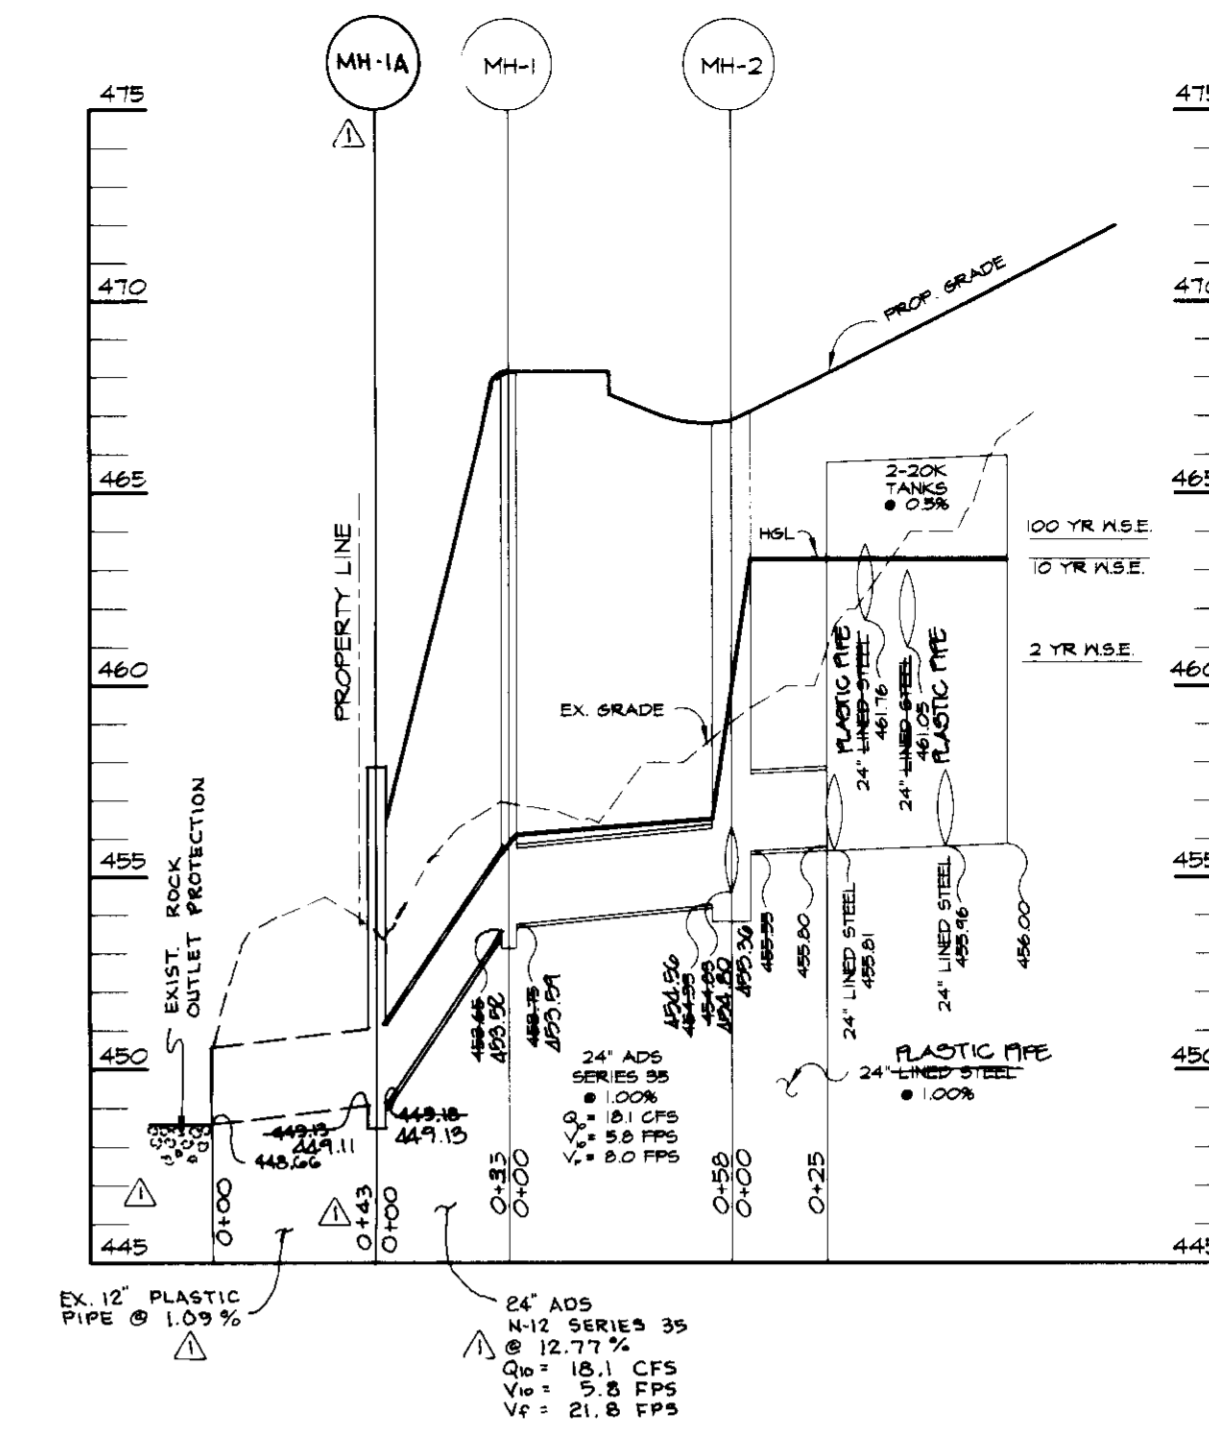 MH-1A
MH-1
MH-2
1
475
470
465
460
455
450
445
475
470
465
460
455
450
445
PROP. GRADE
2-20K
TANKS
@ 0.5%
HGL
100 YR W.S.E.
10 YR W.S.E.
2 YR W.S.E.
PROPERTY LINE
EX. GRADE
PLASTIC PIPE
24" LINED STEEL
461.76
24" LINED STEEL
461.05
PLASTIC PIPE
EXIST. ROCK
OUTLET PROTECTION
453.65
453.52
453.75
453.59
454.56
454.33
454.80
455.36
455.55
455.80
24" LINED STEEL
455.81
24" LINED STEEL
455.96
456.00
24" ADS
SERIES 35
@ 1.00%
Q = 18.1 CFS
V = 5.8 FPS
V = 8.0 FPS
PLASTIC PIPE
24" LINED STEEL
@ 1.00%
449.13
449.11
448.66
449.18
449.13
1
1
0+00
0+43
0+00
0+35
0+00
0+58
0+00
0+25
EX. 12" PLASTIC
PIPE @ 1.09%
1
24" ADS
N-12 SERIES 35
1 @ 12.77%
Q10 = 18.1 CFS
V10 = 5.8 FPS
Vf = 21.8 FPS